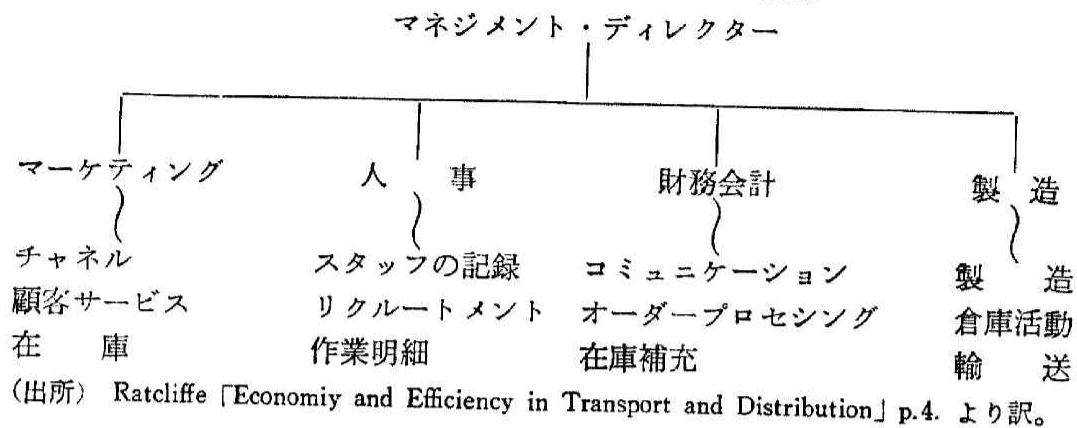 マネジメント・ディレクター
マーケティング 人 事 財務会計 製 造
チャネル スタッフの記録 コミュニケーション 製 造
顧客サービス リクルートメント オーダープロセシング 倉庫活動
在 庫 作業明細 在庫補充 輸 送
(出所) Ratcliffe「Economiy and Efficiency in Transport and Distribution」p.4. より訳。